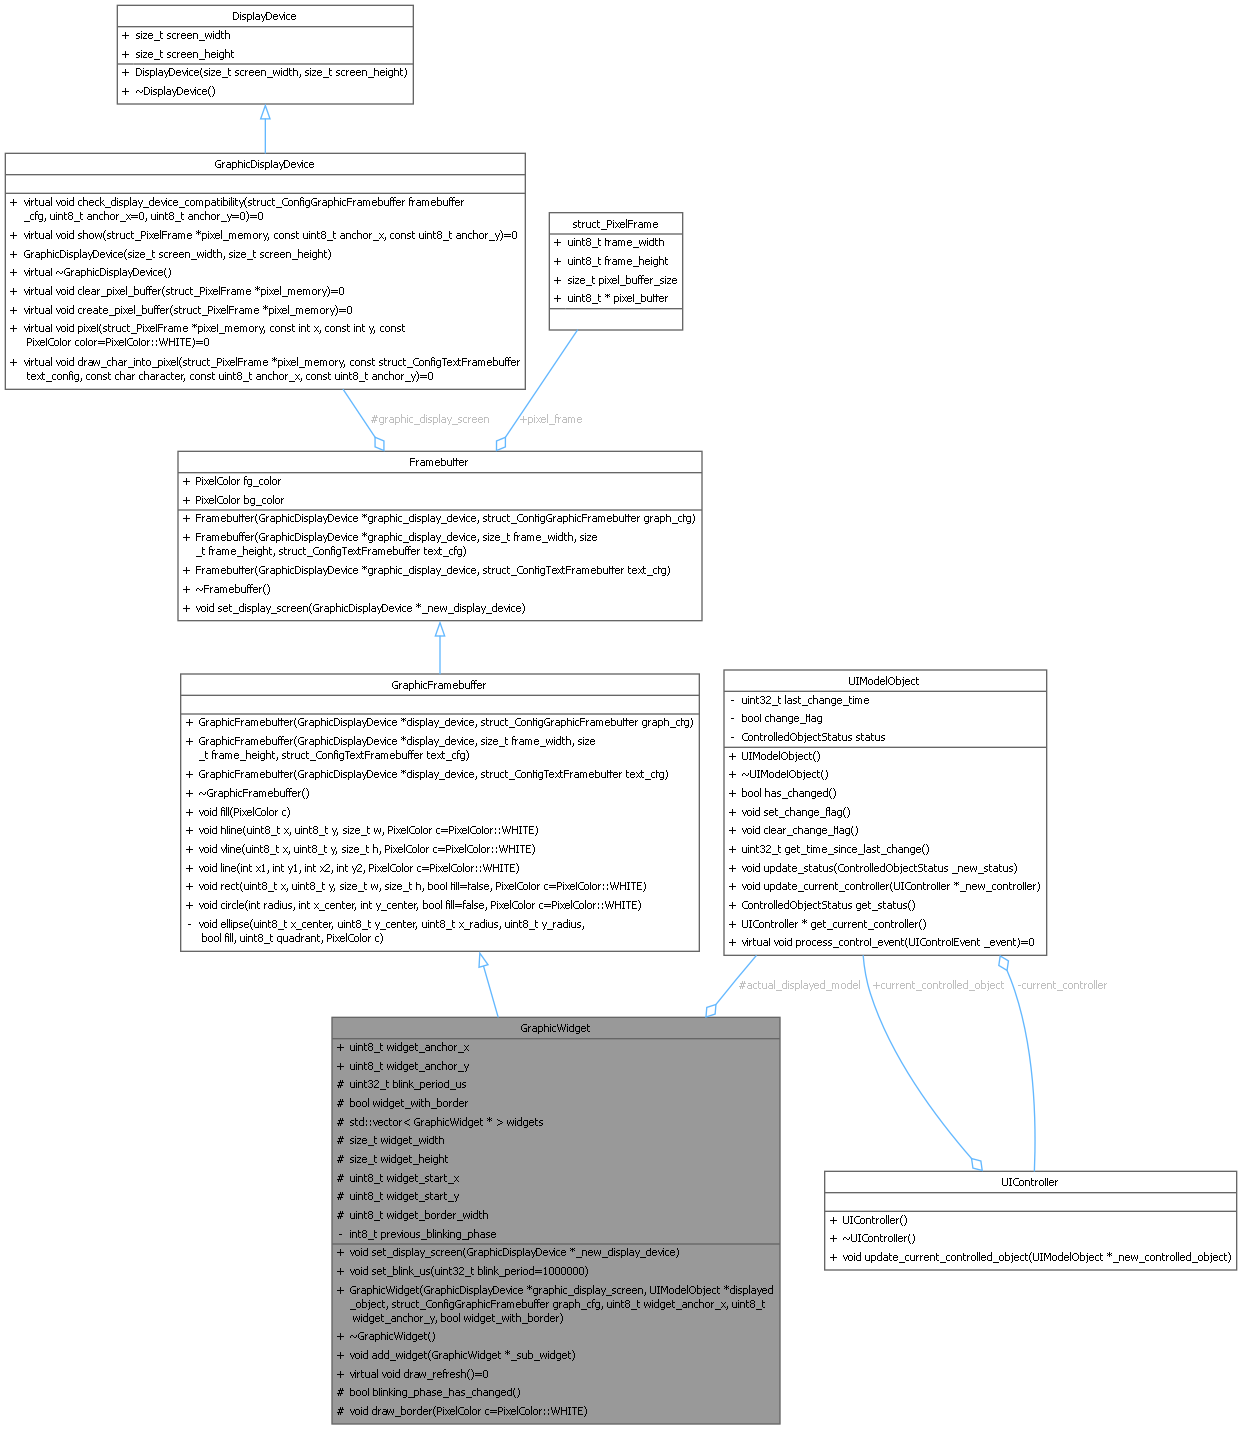 DisplayDevice
+ size_t screen_width
+ size_t screen_height
+ DisplayDevice(size_t screen_width, size_t screen_height)
+ ~DisplayDevice()
GraphicDisplayDevice
+ virtual void check_display_device_compatibility(struct_ConfigGraphicFramebuffer framebuffer
_cfg, uint8_t anchor_x=0, uint8_t anchor_y=0)=0
+ virtual void show(struct_PixelFrame *pixel_memory, const uint8_t anchor_x, const uint8_t anchor_y)=0
+ GraphicDisplayDevice(size_t screen_width, size_t screen_height)
+ virtual ~GraphicDisplayDevice()
+ virtual void clear_pixel_buffer(struct_PixelFrame *pixel_memory)=0
+ virtual void create_pixel_buffer(struct_PixelFrame *pixel_memory)=0
+ virtual void pixel(struct_PixelFrame *pixel_memory, const int x, const int y, const
PixelColor color=PixelColor::WHITE)=0
+ virtual void draw_char_into_pixel(struct_PixelFrame *pixel_memory, const struct_ConfigTextFramebuffer
text_config, const char character, const uint8_t anchor_x, const uint8_t anchor_y)=0
struct_PixelFrame
+ uint8_t frame_width
+ uint8_t frame_height
+ size_t pixel_buffer_size
+ uint8_t * pixel_buffer
#graphic_display_screen
+pixel_frame
Framebuffer
+ PixelColor fg_color
+ PixelColor bg_color
+ Framebuffer(GraphicDisplayDevice *graphic_display_device, struct_ConfigGraphicFramebuffer graph_cfg)
+ Framebuffer(GraphicDisplayDevice *graphic_display_device, size_t frame_width, size
_t frame_height, struct_ConfigTextFramebuffer text_cfg)
+ Framebuffer(GraphicDisplayDevice *graphic_display_device, struct_ConfigTextFramebuffer text_cfg)
+ ~Framebuffer()
+ void set_display_screen(GraphicDisplayDevice *_new_display_device)
GraphicFramebuffer
+ GraphicFramebuffer(GraphicDisplayDevice *display_device, struct_ConfigGraphicFramebuffer graph_cfg)
+ GraphicFramebuffer(GraphicDisplayDevice *display_device, size_t frame_width, size
_t frame_height, struct_ConfigTextFramebuffer text_cfg)
+ GraphicFramebuffer(GraphicDisplayDevice *display_device, struct_ConfigTextFramebuffer text_cfg)
+ ~GraphicFramebuffer()
+ void fill(PixelColor c)
+ void hline(uint8_t x, uint8_t y, size_t w, PixelColor c=PixelColor::WHITE)
+ void vline(uint8_t x, uint8_t y, size_t h, PixelColor c=PixelColor::WHITE)
+ void line(int x1, int y1, int x2, int y2, PixelColor c=PixelColor::WHITE)
+ void rect(uint8_t x, uint8_t y, size_t w, size_t h, bool fill=false, PixelColor c=PixelColor::WHITE)
+ void circle(int radius, int x_center, int y_center, bool fill=false, PixelColor c=PixelColor::WHITE)
- void ellipse(uint8_t x_center, uint8_t y_center, uint8_t x_radius, uint8_t y_radius,
bool fill, uint8_t quadrant, PixelColor c)
UIModelObject
- uint32_t last_change_time
- bool change_flag
- ControlledObjectStatus status
+ UIModelObject()
+ ~UIModelObject()
+ bool has_changed()
+ void set_change_flag()
+ void clear_change_flag()
+ uint32_t get_time_since_last_change()
+ void update_status(ControlledObjectStatus _new_status)
+ void update_current_controller(UIController *_new_controller)
+ ControlledObjectStatus get_status()
+ UIController * get_current_controller()
+ virtual void process_control_event(UIControlEvent _event)=0
#actual_displayed_model
+current_controlled_object
-current_controller
GraphicWidget
+ uint8_t widget_anchor_x
+ uint8_t widget_anchor_y
# uint32_t blink_period_us
# bool widget_with_border
# std::vector< GraphicWidget * > widgets
# size_t widget_width
# size_t widget_height
# uint8_t widget_start_x
# uint8_t widget_start_y
# uint8_t widget_border_width
- int8_t previous_blinking_phase
+ void set_display_screen(GraphicDisplayDevice *_new_display_device)
+ void set_blink_us(uint32_t blink_period=1000000)
+ GraphicWidget(GraphicDisplayDevice *graphic_display_screen, UIModelObject *displayed
_object, struct_ConfigGraphicFramebuffer graph_cfg, uint8_t widget_anchor_x, uint8_t
widget_anchor_y, bool widget_with_border)
+ ~GraphicWidget()
+ void add_widget(GraphicWidget *_sub_widget)
+ virtual void draw_refresh()=0
# bool blinking_phase_has_changed()
# void draw_border(PixelColor c=PixelColor::WHITE)
UIController
+ UIController()
+ ~UIController()
+ void update_current_controlled_object(UIModelObject *_new_controlled_object)